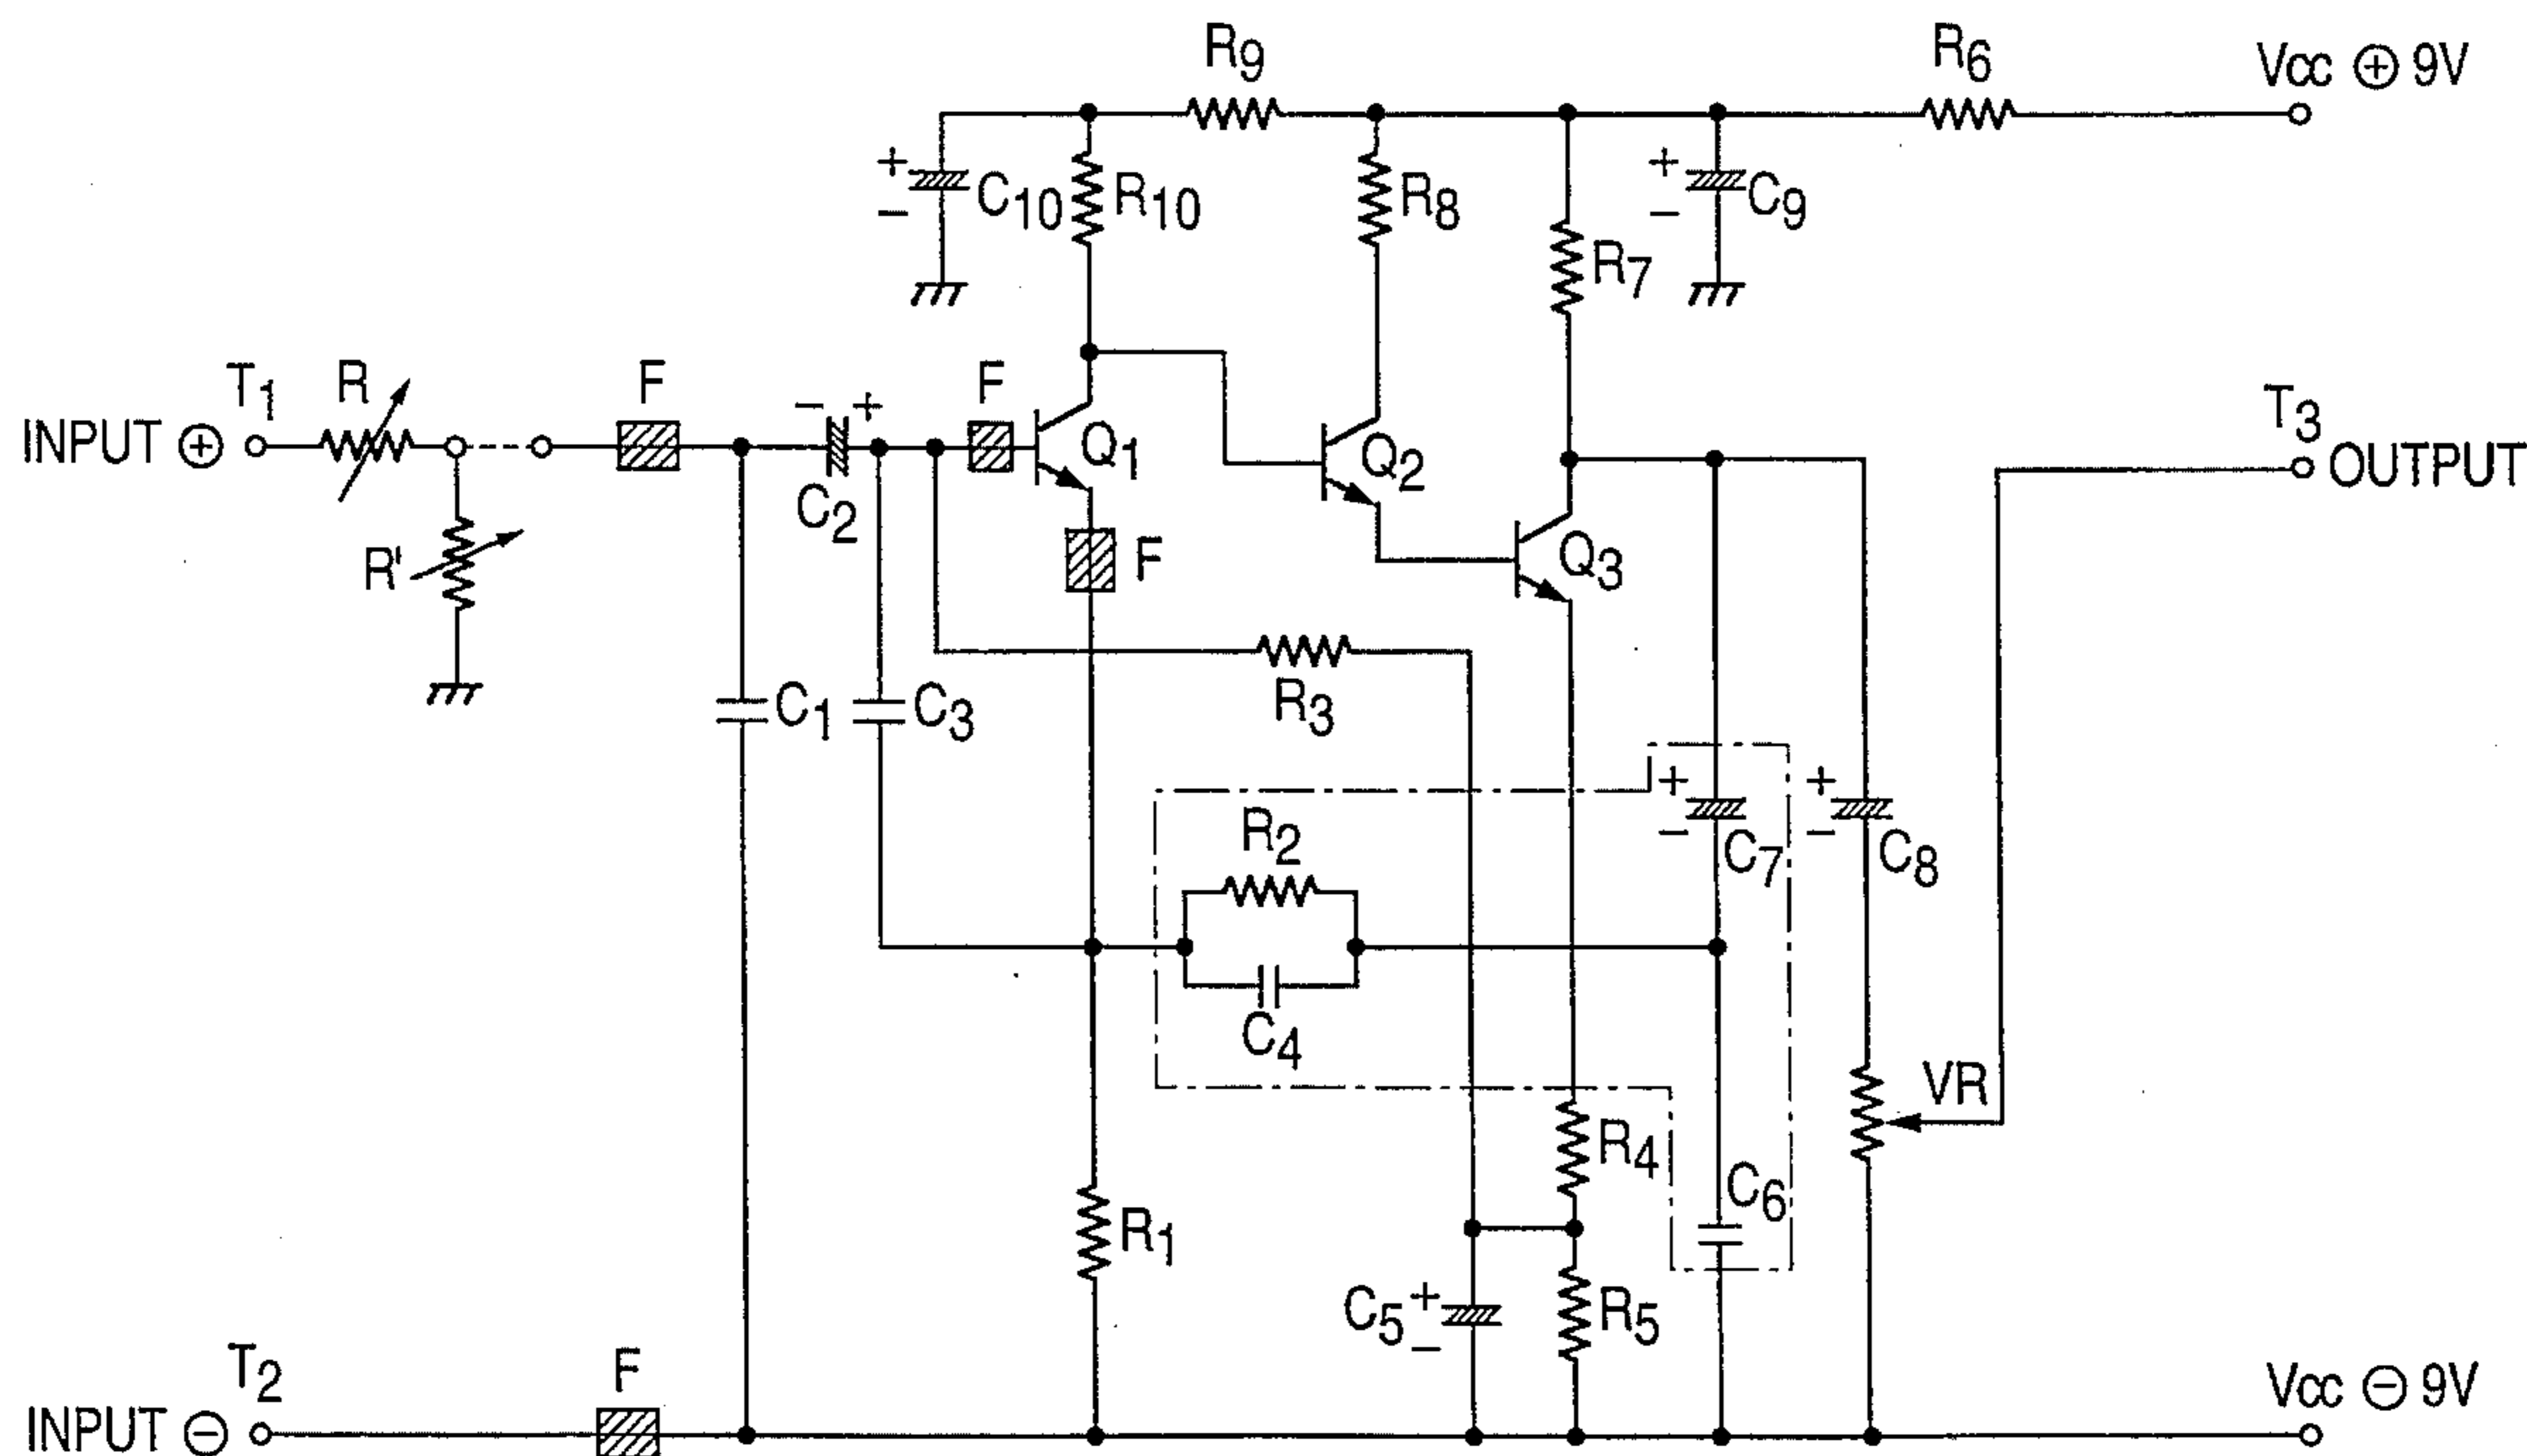 R9
R6
Vcc ⊕ 9V
+
-
C10
R10
R8
+
-
C9
R7
INPUT ⊕
T1
R
F
- +
F
Q1
C2
Q2
T3
OUTPUT
R'
F
Q3
C1
C3
R3
+
-
C7
+
-
C8
R2
C4
VR
R4
C6
R1
C5
+
-
R5
INPUT ⊖
T2
F
Vcc ⊖ 9V